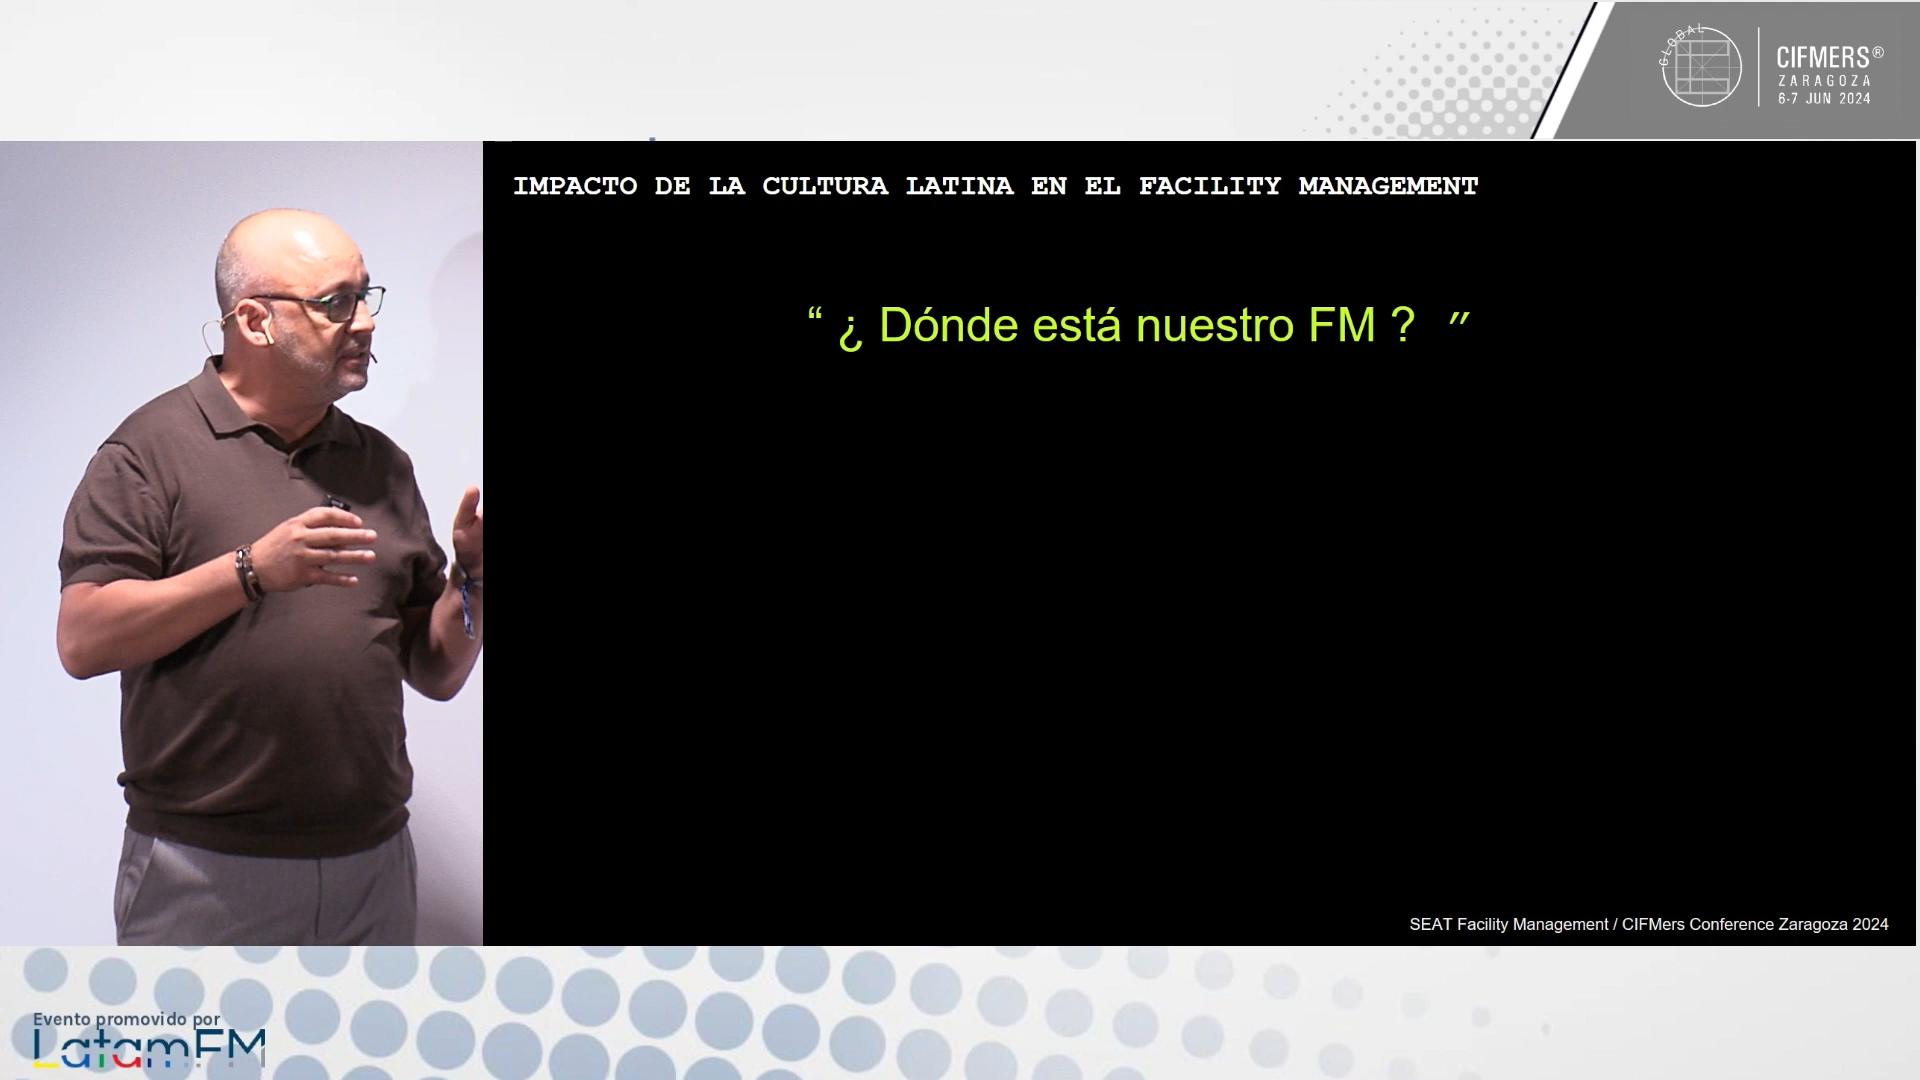 GLOBAL
CIFMERS®
ZARAGOZA
6-7 JUN 2024
IMPACTO DE LA CULTURA LATINA EN EL FACILITY MANAGEMENT
“ ¿ Dónde está nuestro FM ? ”
SEAT Facility Management / CIFMers Conference Zaragoza 2024
Evento promovido por
LatamFM